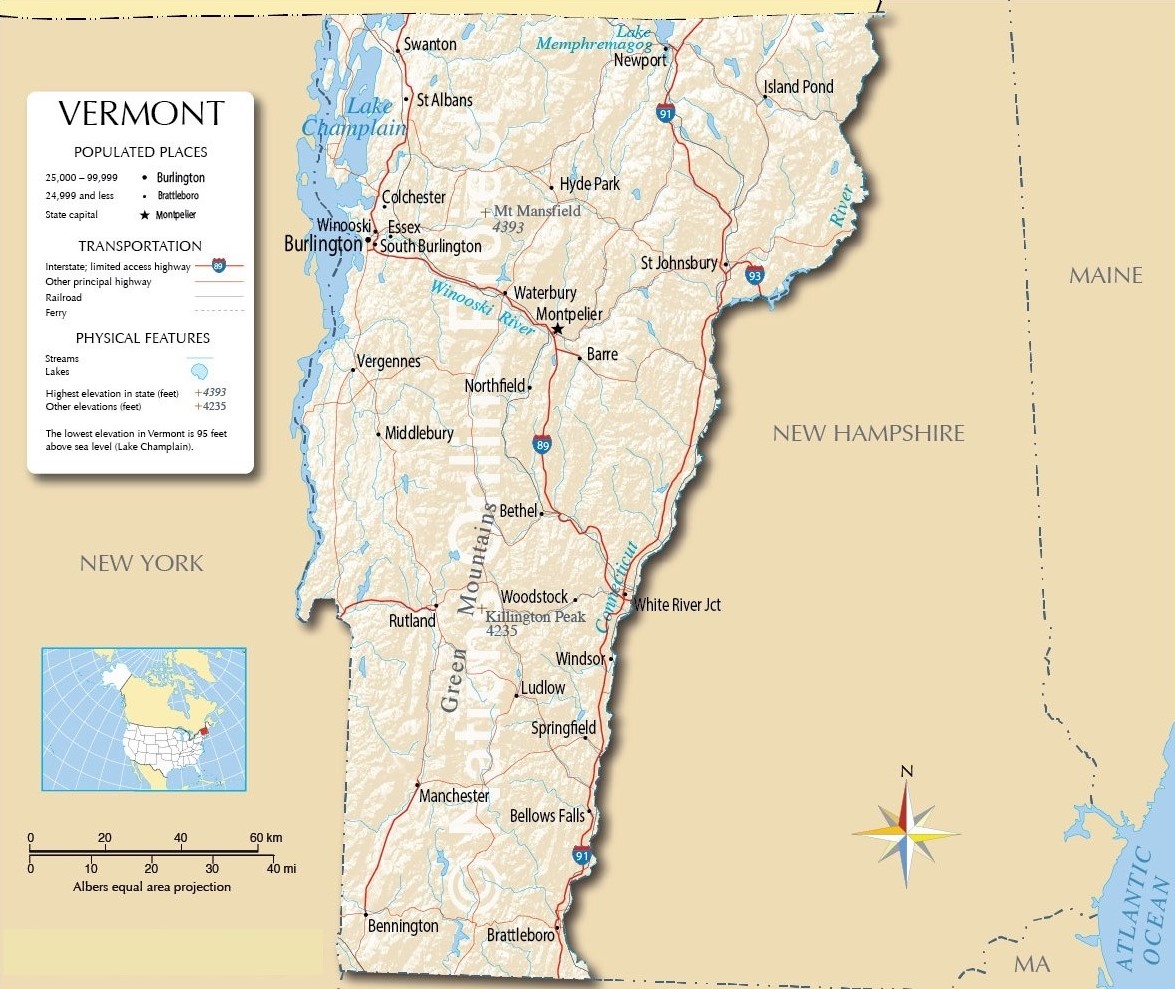 VERMONT
POPULATED PLACES
25,000 – 99,999 Burlington
24,999 and less Brattleboro
State capital Montpelier
TRANSPORTATION
Interstate; limited access highway 89
Other principal highway
Railroad
Ferry
PHYSICAL FEATURES
Streams
Lakes
Highest elevation in state (feet) +4393
Other elevations (feet) +4235
The lowest elevation in Vermont is 95 feet
above sea level (Lake Champlain).
Lake
Memphremagog
Swanton
Newport
Island Pond
St Albans
Lake
Champlain
91
Hyde Park
Colchester
Mt Mansfield
4393
River
Winooski
Essex
Burlington
South Burlington
St Johnsbury
93
MAINE
Waterbury
Winooski River
Montpelier
Barre
Vergennes
Northfield
Middlebury
89
NEW HAMPSHIRE
Bethel
NEW YORK
Green Mountains
Connecticut
Woodstock
White River Jct
Rutland
Killington Peak
4235
Windsor
Ludlow
Springfield
Manchester
Bellows Falls
91
N
Bennington
Brattleboro
0 20 40 60 km
0 10 20 30 40 mi
Albers equal area projection
ATLANTIC
OCEAN
MA